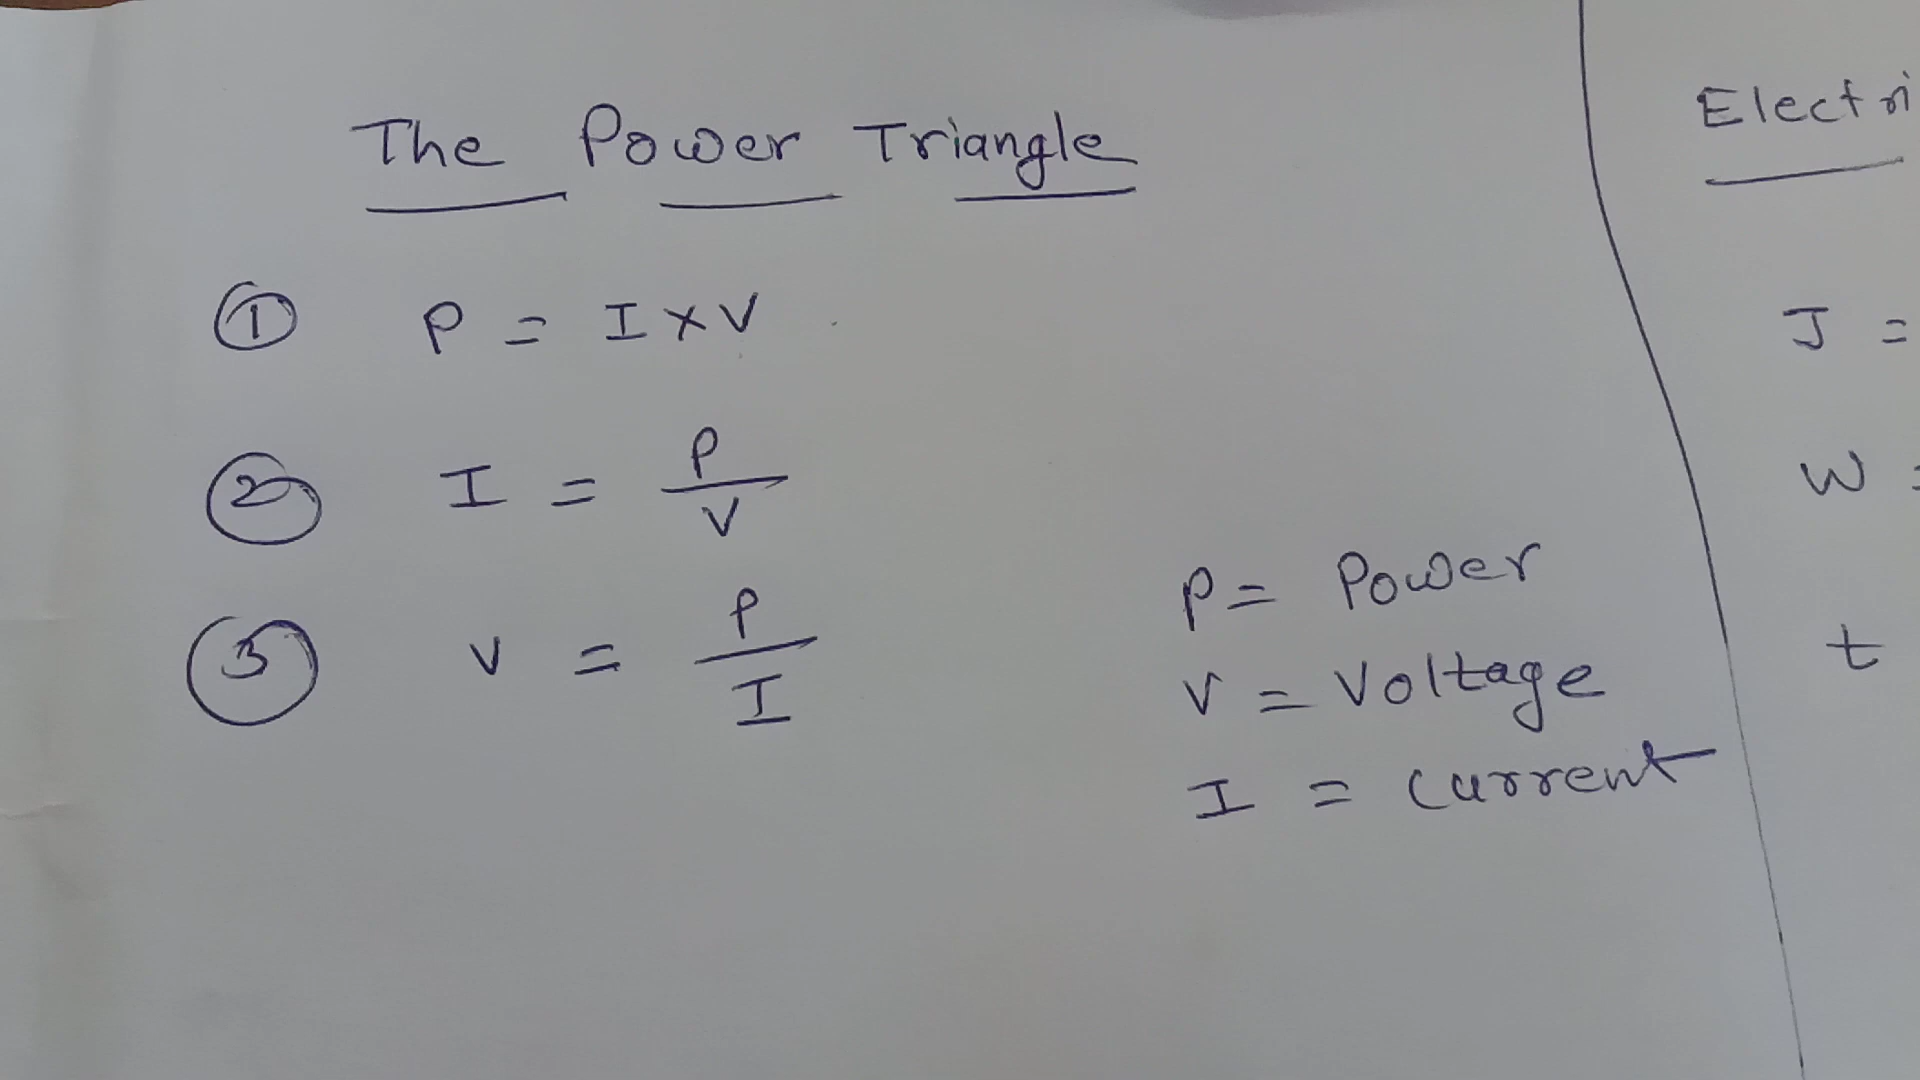 The Power Triangle
① P = I × V
② I = P/V
③ V = P/I
P = Power
V = Voltage
I = Current
J =
W =
t